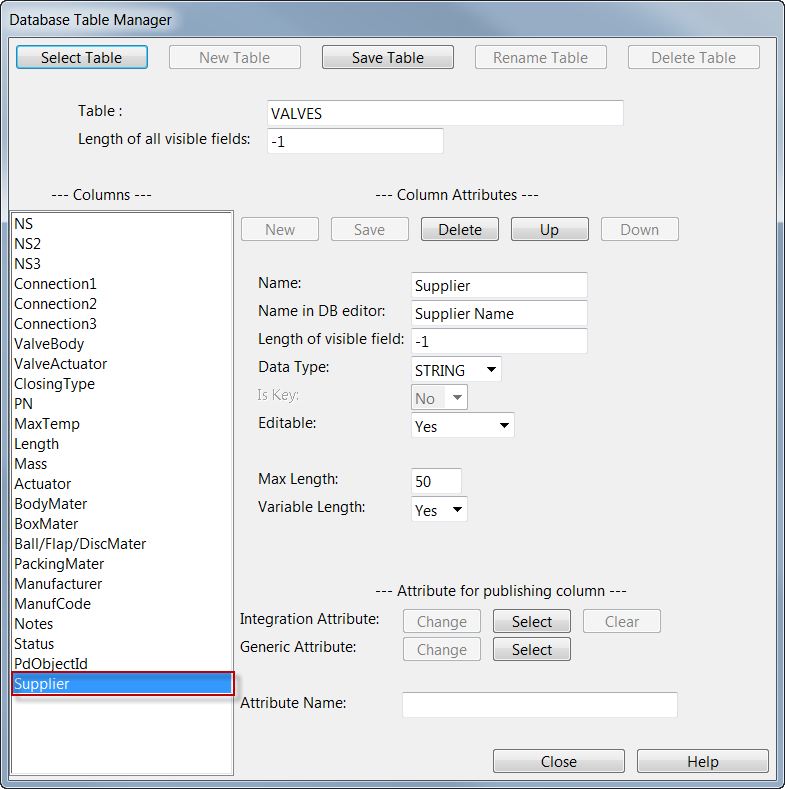 Database Table Manager
Select Table New Table Save Table Rename Table Delete Table
Table : VALVES
Length of all visible fields: -1
--- Columns --- --- Column Attributes ---
NS
NS2
NS3
Connection1
Connection2
Connection3
ValveBody
ValveActuator
ClosingType
PN
MaxTemp
Length
Mass
Actuator
BodyMater
BoxMater
Ball/Flap/DiscMater
PackingMater
Manufacturer
ManufCode
Notes
Status
PdObjectId
Supplier
New Save Delete Up Down
Name: Supplier
Name in DB editor: Supplier Name
Length of visible field: -1
Data Type: STRING
Is Key: No
Editable: Yes
Max Length: 50
Variable Length: Yes
--- Attribute for publishing column ---
Integration Attribute: Change Select Clear
Generic Attribute: Change Select
Attribute Name:
Close Help